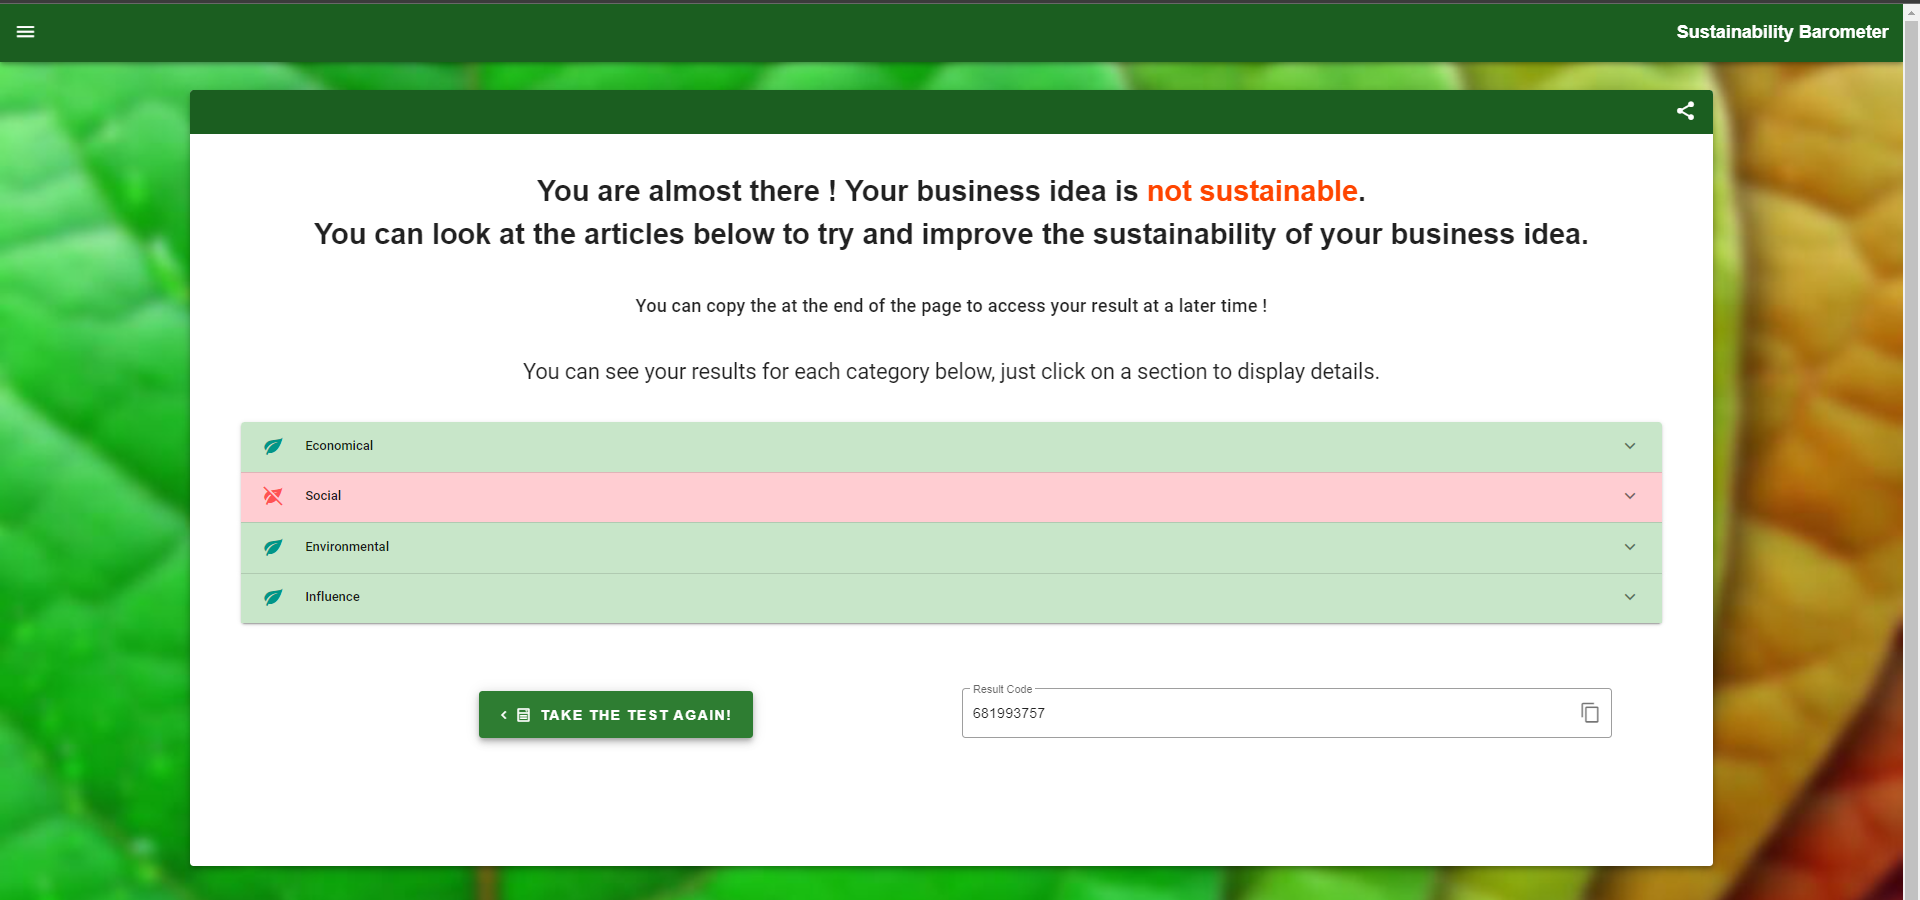 Sustainability Barometer
You are almost there ! Your business idea is not sustainable.
You can look at the articles below to try and improve the sustainability of your business idea.
You can copy the at the end of the page to access your result at a later time !
You can see your results for each category below, just click on a section to display details.
Economical
Social
Environmental
Influence
TAKE THE TEST AGAIN!
Result Code
681993757